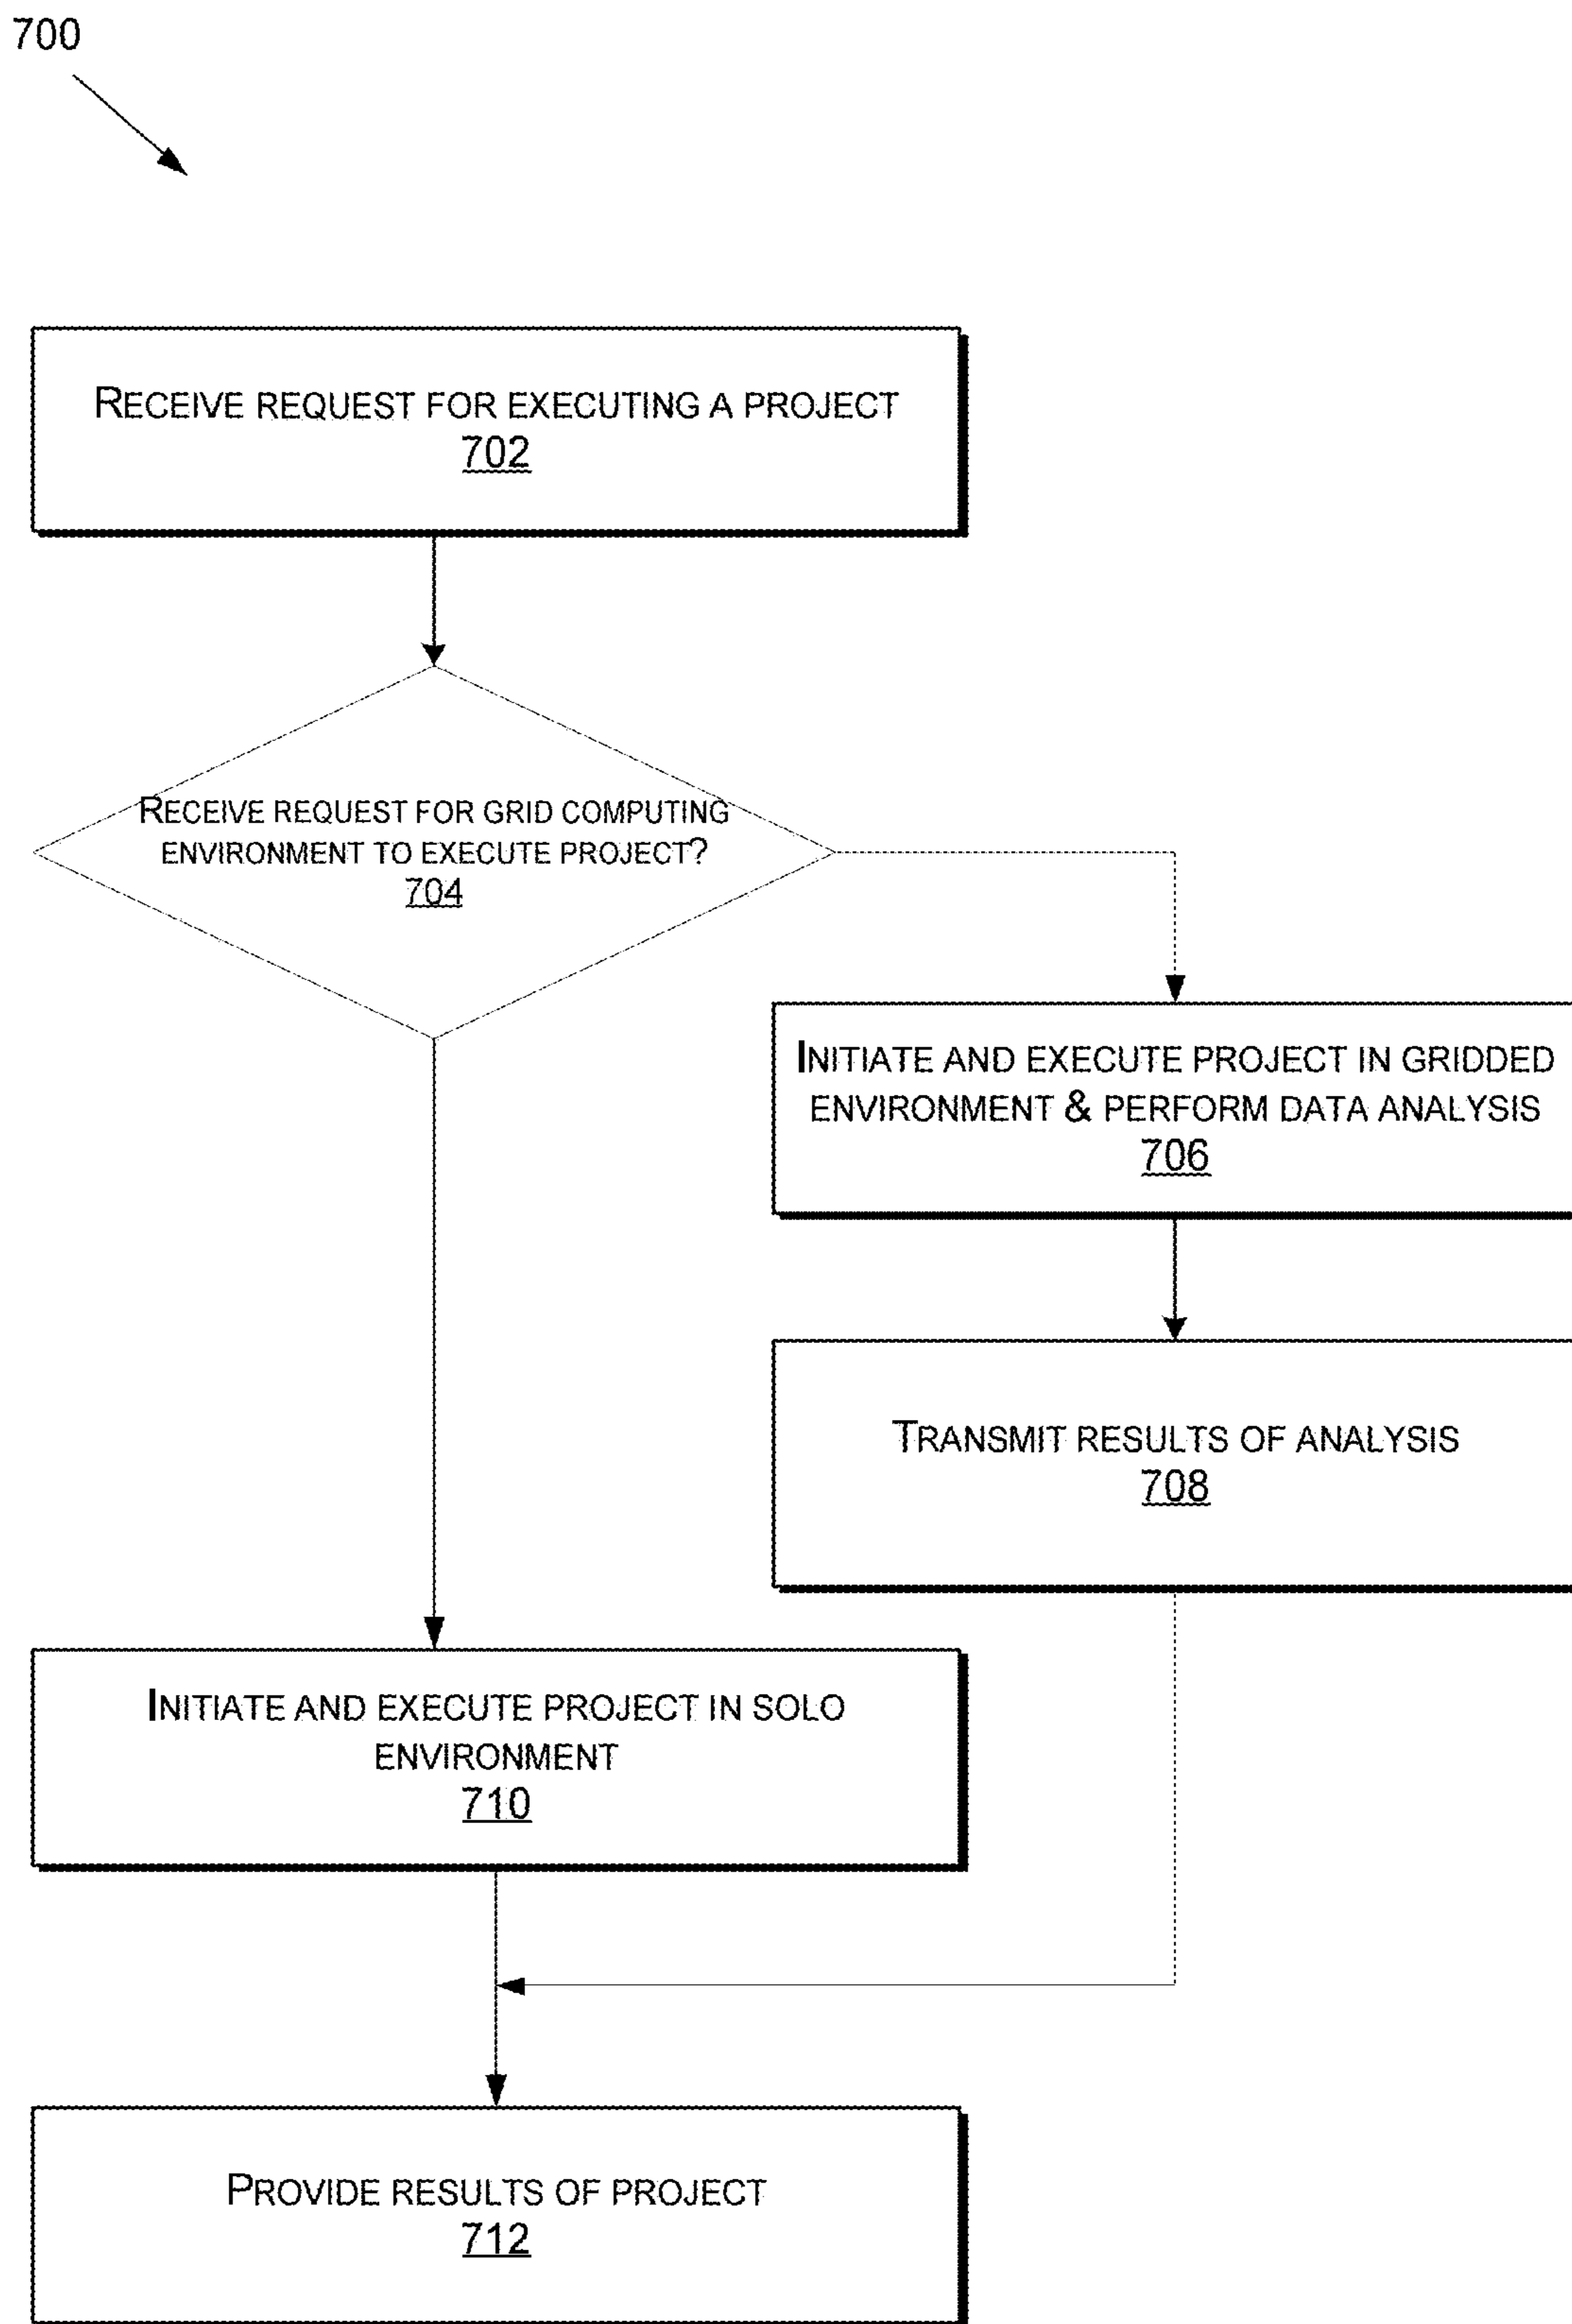 700
RECEIVE REQUEST FOR EXECUTING A PROJECT
702
RECEIVE REQUEST FOR GRID COMPUTING
ENVIRONMENT TO EXECUTE PROJECT?
704
INITIATE AND EXECUTE PROJECT IN GRIDDED
ENVIRONMENT & PERFORM DATA ANALYSIS
706
TRANSMIT RESULTS OF ANALYSIS
708
INITIATE AND EXECUTE PROJECT IN SOLO
ENVIRONMENT
710
PROVIDE RESULTS OF PROJECT
712